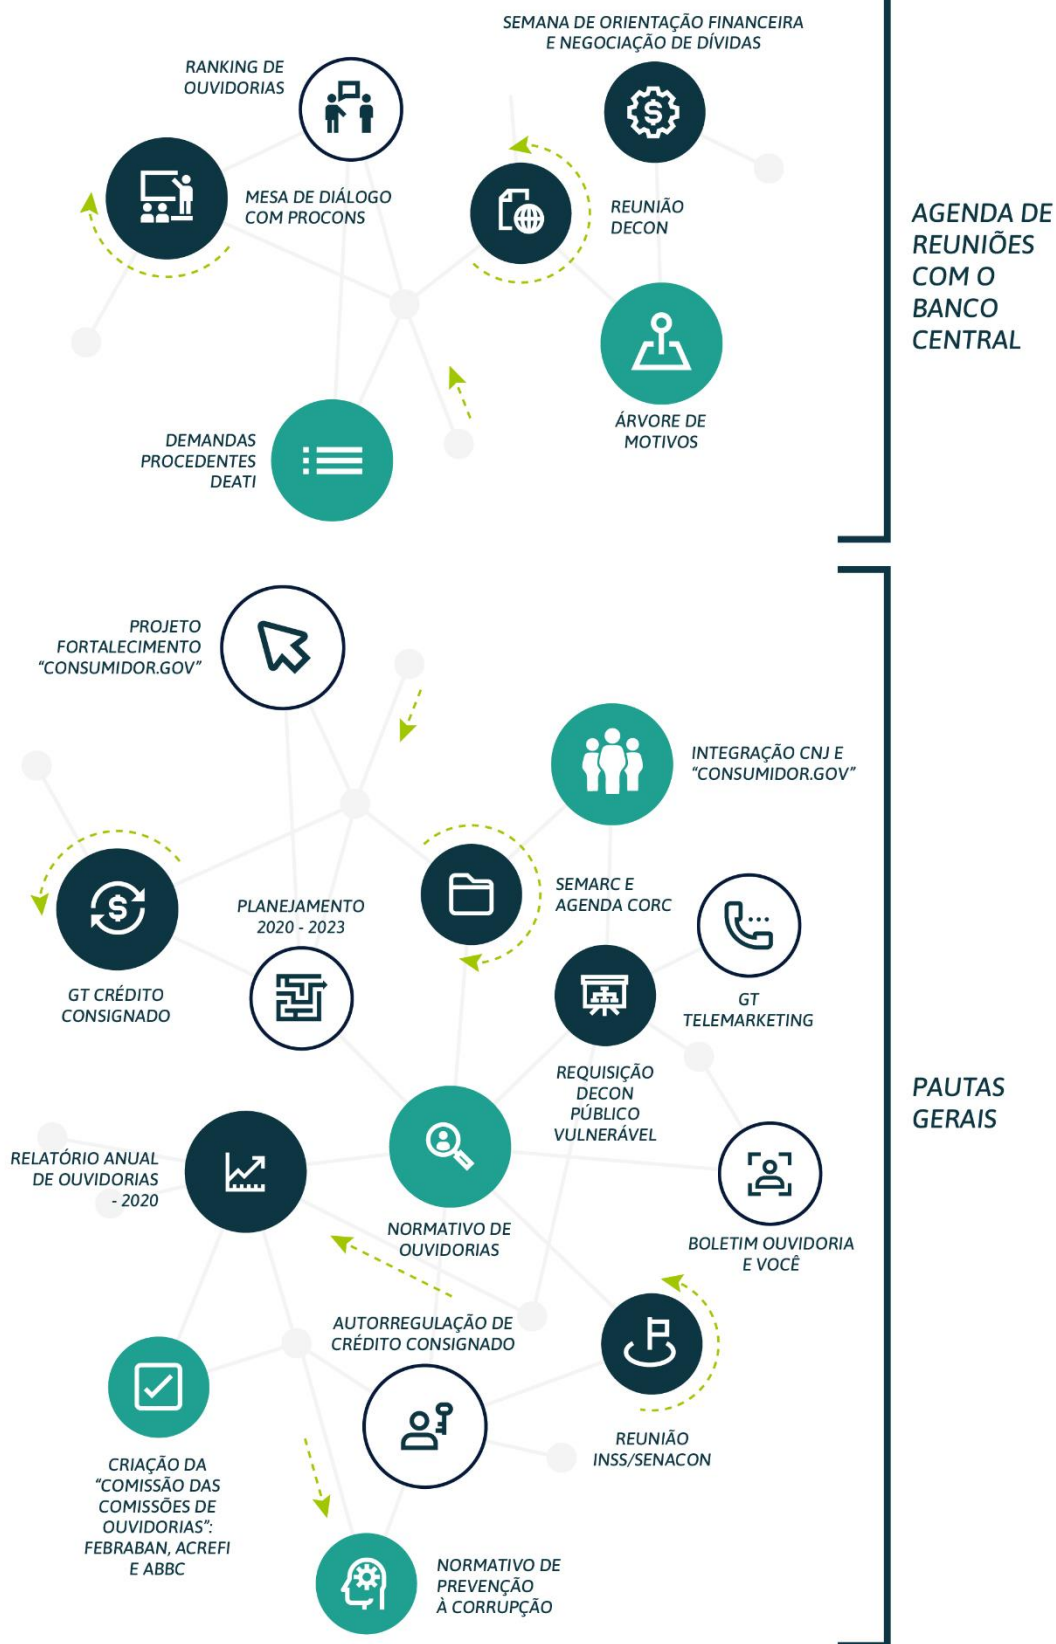 SEMANA DE ORIENTAÇÃO FINANCEIRA
E NEGOCIAÇÃO DE DÍVIDAS
RANKING DE
OUVIDORIAS
MESA DE DIÁLOGO
COM PROCONS
REUNIÃO
DECON
AGENDA DE
REUNIÕES
COM O
BANCO
CENTRAL
ÁRVORE DE
MOTIVOS
DEMANDAS
PROCEDENTES
DEATI
PROJETO
FORTALECIMENTO
“CONSUMIDOR.GOV”
INTEGRAÇÃO CNJ E
“CONSUMIDOR.GOV”
SEMARC E
AGENDA CORC
PLANEJAMENTO
2020 - 2023
GT CRÉDITO
CONSIGNADO
GT
TELEMARKETING
REQUISIÇÃO
DECON
PÚBLICO
VULNERÁVEL
PAUTAS
GERAIS
RELATÓRIO ANUAL
DE OUVIDORIAS
- 2020
NORMATIVO DE
OUVIDORIAS
BOLETIM OUVIDORIA
E VOCÊ
AUTORREGULAÇÃO DE
CRÉDITO CONSIGNADO
REUNIÃO
INSS/SENACON
CRIAÇÃO DA
“COMISSÃO DAS
COMISSÕES DE
OUVIDORIAS”:
FEBRABAN, ACREFI
E ABBC
NORMATIVO DE
PREVENÇÃO
À CORRUPÇÃO